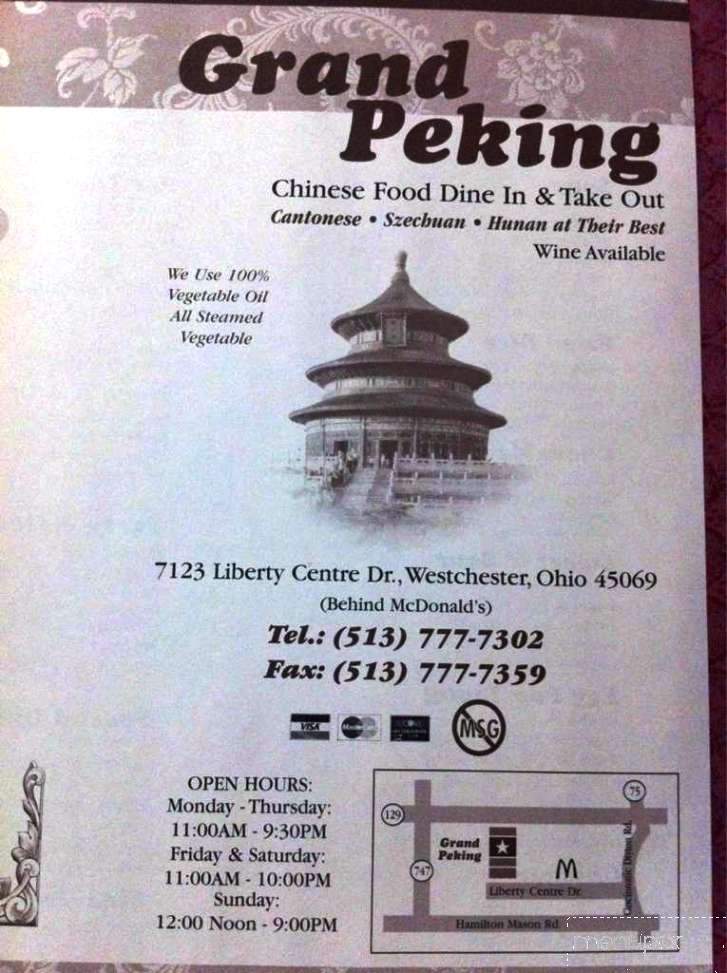 Grand
Peking
Chinese Food Dine In & Take Out
Cantonese • Szechuan • Hunan at Their Best
Wine Available
We Use 100%
Vegetable Oil
All Steamed
Vegetable
7123 Liberty Centre Dr., Westchester, Ohio 45069
(Behind McDonald's)
Tel.: (513) 777-7302
Fax: (513) 777-7359
VISA
MasterCard
MSG
OPEN HOURS:
Monday - Thursday:
11:00AM - 9:30PM
Friday & Saturday:
11:00AM - 10:00PM
Sunday:
12:00 Noon - 9:00PM
75
129
Grand
Peking
747
Liberty Centre Dr.
Rd.
Hamilton Mason Rd.
menupix